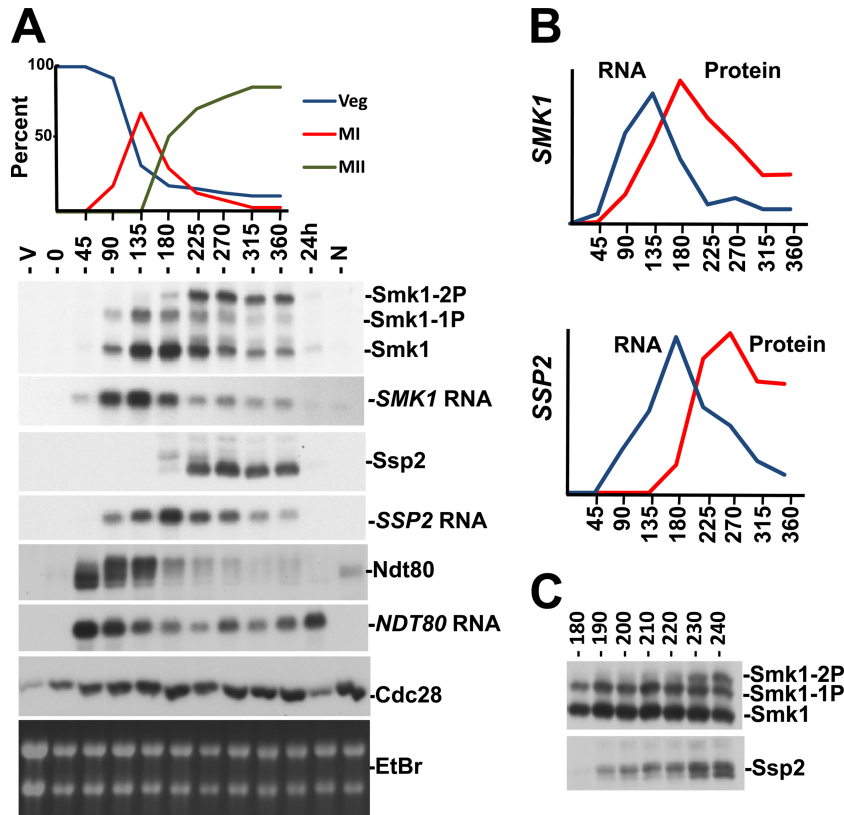 A
100
50
Percent
Veg
MI
MII
- V
- 0
- 45
- 90
- 135
- 180
- 225
- 270
- 315
- 360
- 24h
- N
-Smk1-2P
-Smk1-1P
-Smk1
-SMK1 RNA
-Ssp2
-SSP2 RNA
-Ndt80
-NDT80 RNA
-Cdc28
-EtBr
B
SMK1
RNA
Protein
45
90
135
180
225
270
315
360
SSP2
RNA
Protein
45
90
135
180
225
270
315
360
C
- 180
- 190
- 200
- 210
- 220
- 230
- 240
-Smk1-2P
-Smk1-1P
-Smk1
-Ssp2